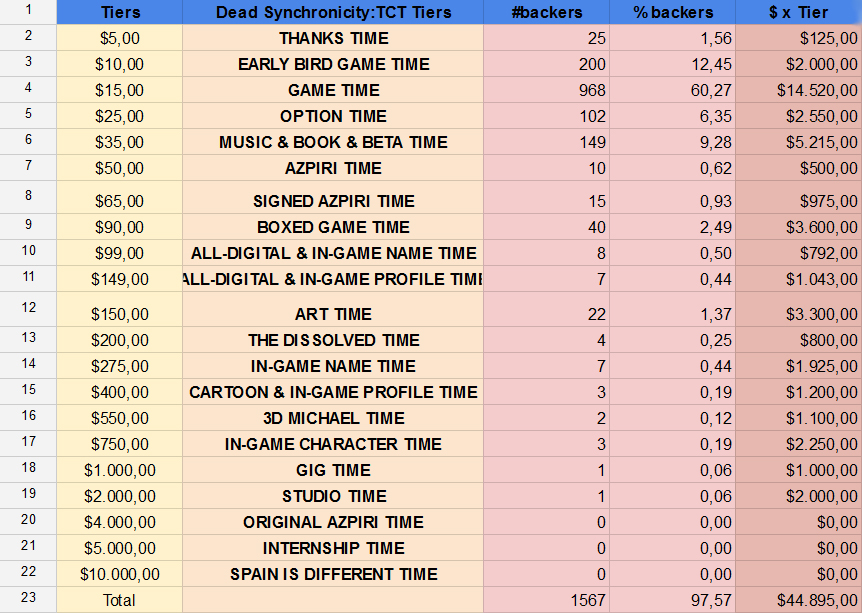 1 Tiers Dead Synchronicity:TCT Tiers #backers % backers $ x Tier
2 $5,00 THANKS TIME 25 1,56 $125,00
3 $10,00 EARLY BIRD GAME TIME 200 12,45 $2.000,00
4 $15,00 GAME TIME 968 60,27 $14.520,00
5 $25,00 OPTION TIME 102 6,35 $2.550,00
6 $35,00 MUSIC & BOOK & BETA TIME 149 9,28 $5.215,00
7 $50,00 AZPIRI TIME 10 0,62 $500,00
8 $65,00 SIGNED AZPIRI TIME 15 0,93 $975,00
9 $90,00 BOXED GAME TIME 40 2,49 $3.600,00
10 $99,00 ALL-DIGITAL & IN-GAME NAME TIME 8 0,50 $792,00
11 $149,00 ALL-DIGITAL & IN-GAME PROFILE TIME 7 0,44 $1.043,00
12 $150,00 ART TIME 22 1,37 $3.300,00
13 $200,00 THE DISSOLVED TIME 4 0,25 $800,00
14 $275,00 IN-GAME NAME TIME 7 0,44 $1.925,00
15 $400,00 CARTOON & IN-GAME PROFILE TIME 3 0,19 $1.200,00
16 $550,00 3D MICHAEL TIME 2 0,12 $1.100,00
17 $750,00 IN-GAME CHARACTER TIME 3 0,19 $2.250,00
18 $1.000,00 GIG TIME 1 0,06 $1.000,00
19 $2.000,00 STUDIO TIME 1 0,06 $2.000,00
20 $4.000,00 ORIGINAL AZPIRI TIME 0 0,00 $0,00
21 $5.000,00 INTERNSHIP TIME 0 0,00 $0,00
22 $10.000,00 SPAIN IS DIFFERENT TIME 0 0,00 $0,00
23 Total 1567 97,57 $44.895,00